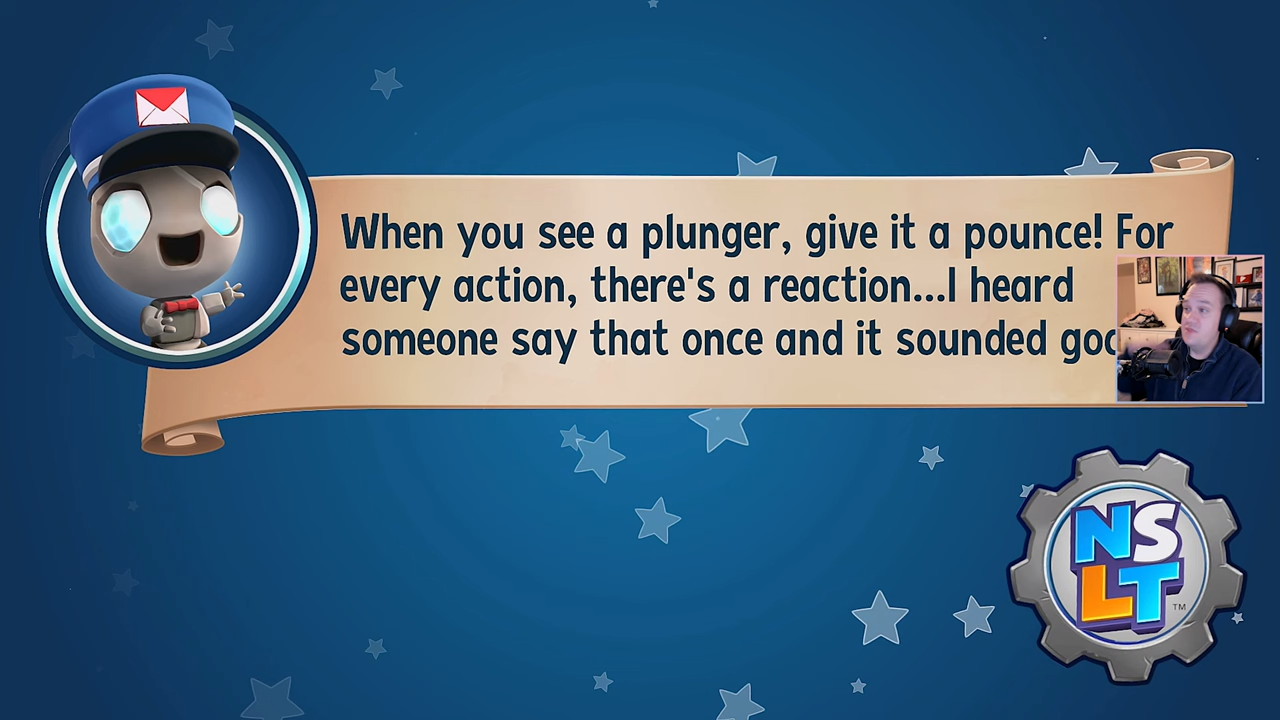 When you see a plunger, give it a pounce! For
every action, there's a reaction...I heard
someone say that once and it sounded
NS
LT
TM